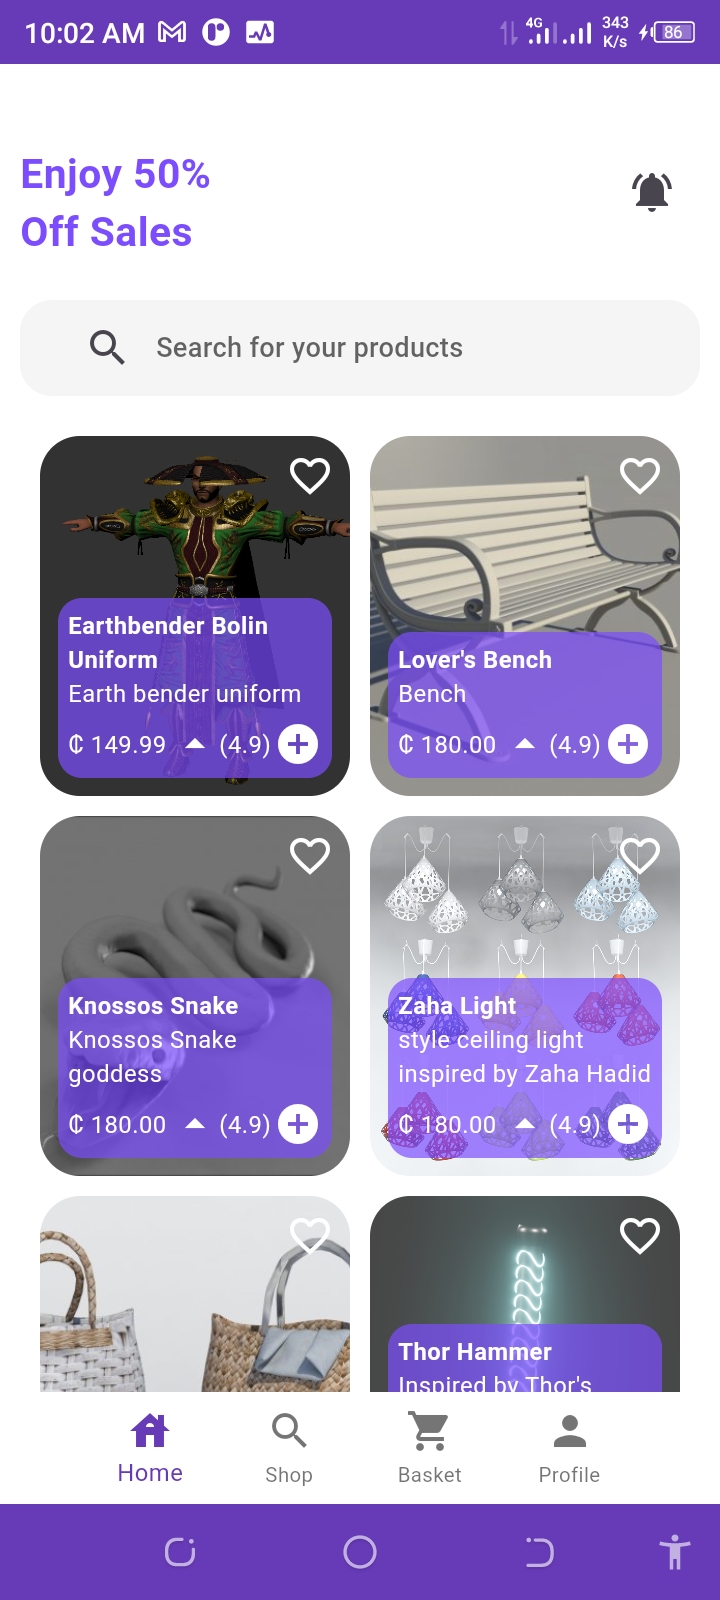 10:02 AM
4G
343
K/s
86
Enjoy 50%
Off Sales
Search for your products
Earthbender Bolin
Uniform
Earth bender uniform
₵ 149.99 (4.9)
Lover's Bench
Bench
₵ 180.00 (4.9)
Knossos Snake
Knossos Snake
goddess
₵ 180.00 (4.9)
Zaha Light
style ceiling light
inspired by Zaha Hadid
₵ 180.00 (4.9)
Thor Hammer
Inspired by Thor's
Home
Shop
Basket
Profile